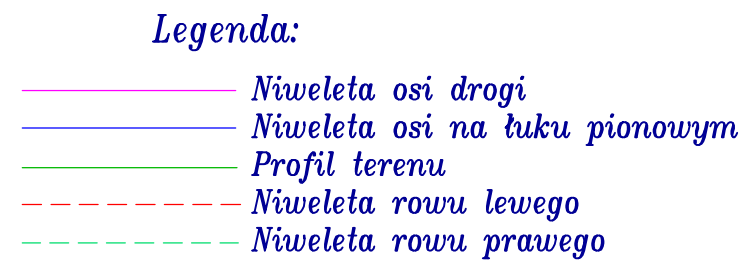 Legenda:
Niweleta osi drogi
Niweleta osi na łuku pionowym
Profil terenu
Niweleta rowu lewego
Niweleta rowu prawego